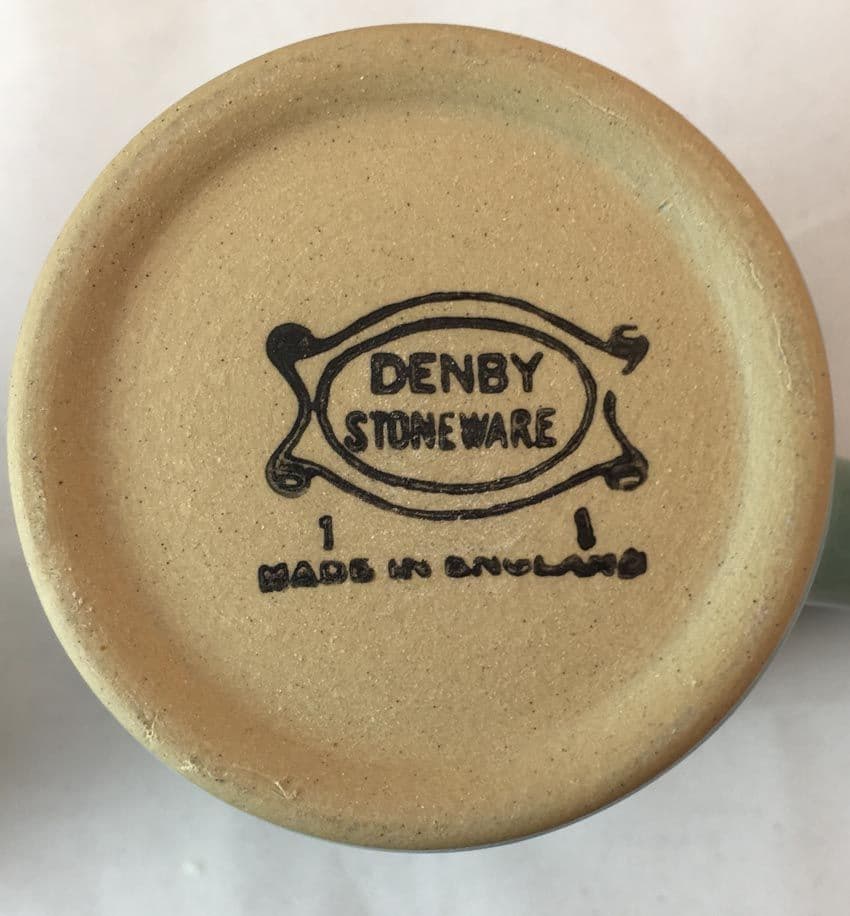 DENBY
STONEWARE
1 1
MADE IN ENGLAND